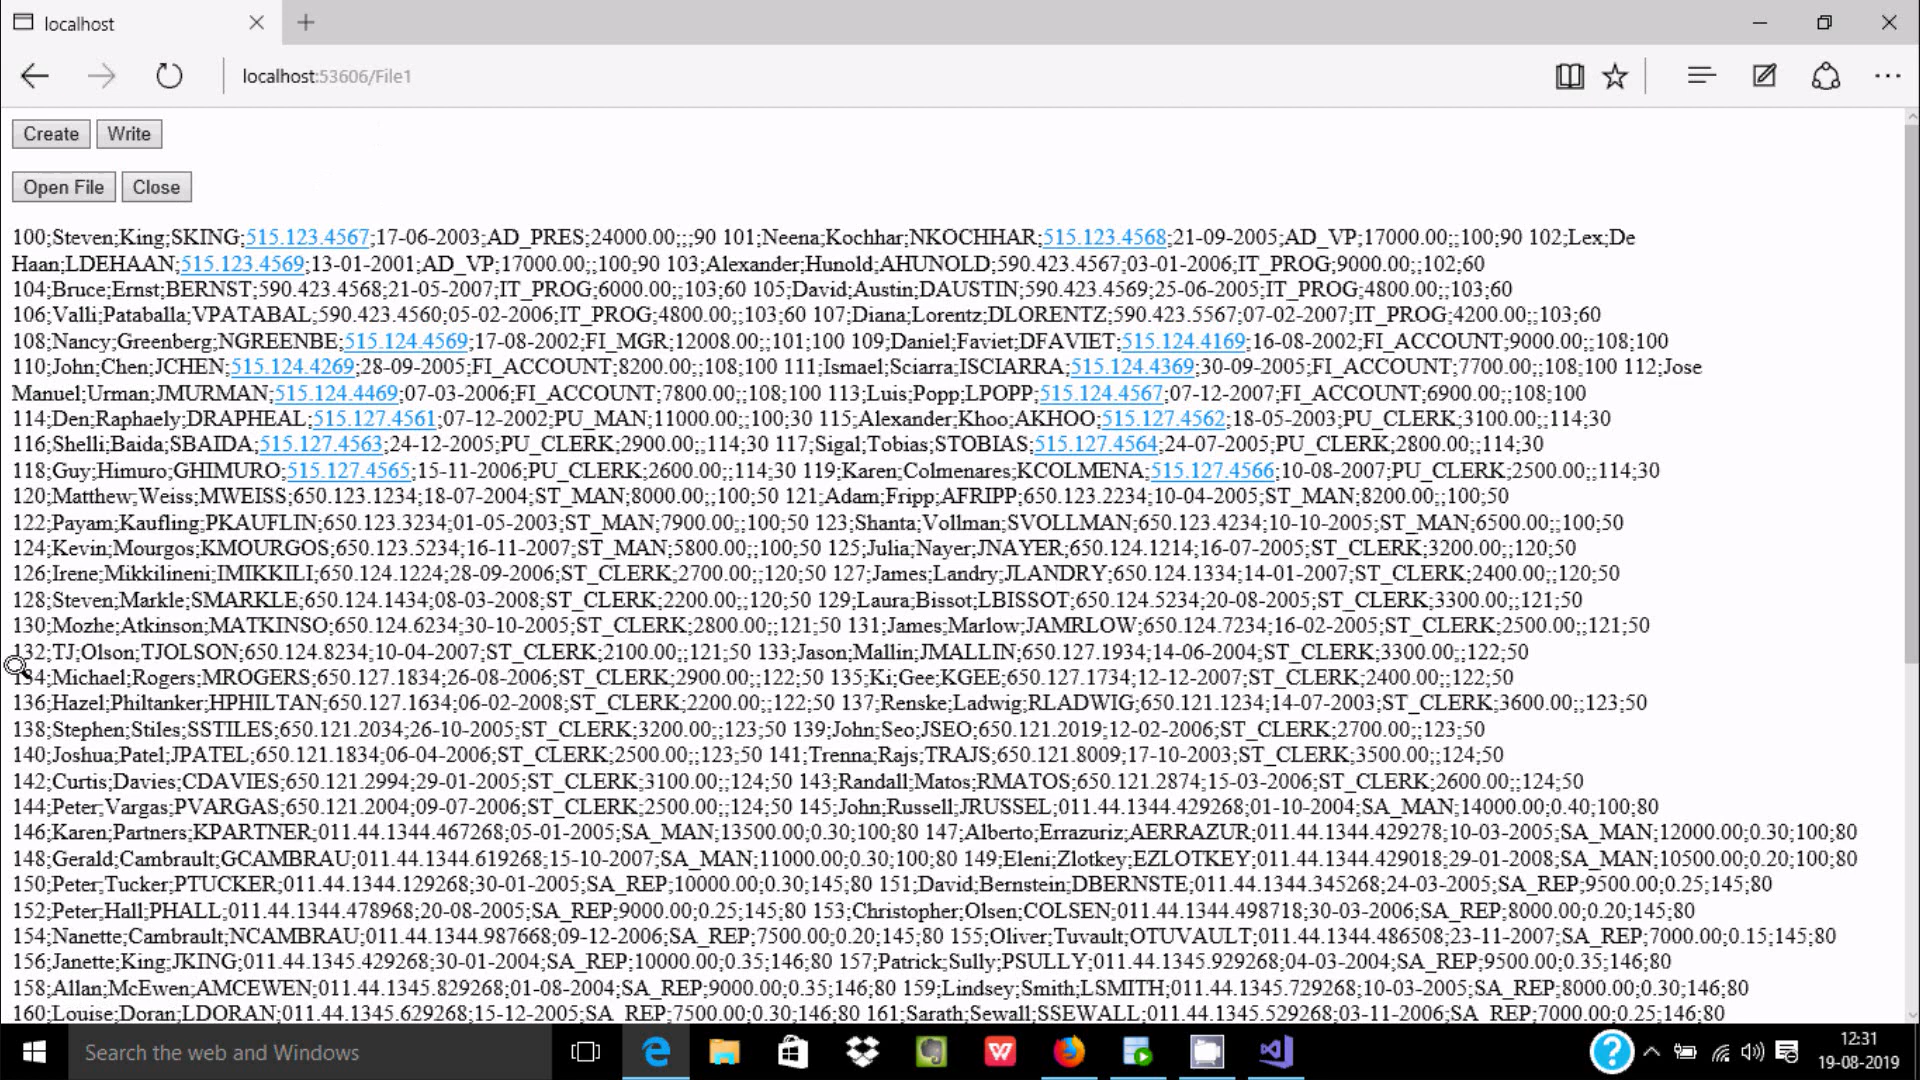 localhost
localhost:53606/File1
Create Write
Open File Close
100;Steven;King;SKING;515.123.4567;17-06-2003;AD_PRES;24000.00;;;90 101;Neena;Kochhar;NKOCHHAR;515.123.4568;21-09-2005;AD_VP;17000.00;;100;90 102;Lex;De
Haan;LDEHAAN;515.123.4569;13-01-2001;AD_VP;17000.00;;100;90 103;Alexander;Hunold;AHUNOLD;590.423.4567;03-01-2006;IT_PROG;9000.00;;102;60
104;Bruce;Ernst;BERNST;590.423.4568;21-05-2007;IT_PROG;6000.00;;103;60 105;David;Austin;DAUSTIN;590.423.4569;25-06-2005;IT_PROG;4800.00;;103;60
106;Valli;Pataballa;VPATABAL;590.423.4560;05-02-2006;IT_PROG;4800.00;;103;60 107;Diana;Lorentz;DLORENTZ;590.423.5567;07-02-2007;IT_PROG;4200.00;;103;60
108;Nancy;Greenberg;NGREENBE;515.124.4569;17-08-2002;FI_MGR;12008.00;;101;100 109;Daniel;Faviet;DFAVIET;515.124.4169;16-08-2002;FI_ACCOUNT;9000.00;;108;100
110;John;Chen;JCHEN;515.124.4269;28-09-2005;FI_ACCOUNT;8200.00;;108;100 111;Ismael;Sciarra;ISCIARRA;515.124.4369;30-09-2005;FI_ACCOUNT;7700.00;;108;100 112;Jose
Manuel;Urman;JMURMAN;515.124.4469;07-03-2006;FI_ACCOUNT;7800.00;;108;100 113;Luis;Popp;LPOPP;515.124.4567;07-12-2007;FI_ACCOUNT;6900.00;;108;100
114;Den;Raphaely;DRAPHEAL;515.127.4561;07-12-2002;PU_MAN;11000.00;;100;30 115;Alexander;Khoo;AKHOO;515.127.4562;18-05-2003;PU_CLERK;3100.00;;114;30
116;Shelli;Baida;SBAIDA;515.127.4563;24-12-2005;PU_CLERK;2900.00;;114;30 117;Sigal;Tobias;STOBIAS;515.127.4564;24-07-2005;PU_CLERK;2800.00;;114;30
118;Guy;Himuro;GHIMURO;515.127.4565;15-11-2006;PU_CLERK;2600.00;;114;30 119;Karen;Colmenares;KCOLMENA;515.127.4566;10-08-2007;PU_CLERK;2500.00;;114;30
120;Matthew;Weiss;MWEISS;650.123.1234;18-07-2004;ST_MAN;8000.00;;100;50 121;Adam;Fripp;AFRIPP;650.123.2234;10-04-2005;ST_MAN;8200.00;;100;50
122;Payam;Kaufling;PKAUFLIN;650.123.3234;01-05-2003;ST_MAN;7900.00;;100;50 123;Shanta;Vollman;SVOLLMAN;650.123.4234;10-10-2005;ST_MAN;6500.00;;100;50
124;Kevin;Mourgos;KMOURGOS;650.123.5234;16-11-2007;ST_MAN;5800.00;;100;50 125;Julia;Nayer;JNAYER;650.124.1214;16-07-2005;ST_CLERK;3200.00;;120;50
126;Irene;Mikkilineni;IMIKKILI;650.124.1224;28-09-2006;ST_CLERK;2700.00;;120;50 127;James;Landry;JLANDRY;650.124.1334;14-01-2007;ST_CLERK;2400.00;;120;50
128;Steven;Markle;SMARKLE;650.124.1434;08-03-2008;ST_CLERK;2200.00;;120;50 129;Laura;Bissot;LBISSOT;650.124.5234;20-08-2005;ST_CLERK;3300.00;;121;50
130;Mozhe;Atkinson;MATKINSO;650.124.6234;30-10-2005;ST_CLERK;2800.00;;121;50 131;James;Marlow;JAMRLOW;650.124.7234;16-02-2005;ST_CLERK;2500.00;;121;50
132;TJ;Olson;TJOLSON;650.124.8234;10-04-2007;ST_CLERK;2100.00;;121;50 133;Jason;Mallin;JMALLIN;650.127.1934;14-06-2004;ST_CLERK;3300.00;;122;50
134;Michael;Rogers;MROGERS;650.127.1834;26-08-2006;ST_CLERK;2900.00;;122;50 135;Ki;Gee;KGEE;650.127.1734;12-12-2007;ST_CLERK;2400.00;;122;50
136;Hazel;Philtanker;HPHILTAN;650.127.1634;06-02-2008;ST_CLERK;2200.00;;122;50 137;Renske;Ladwig;RLADWIG;650.121.1234;14-07-2003;ST_CLERK;3600.00;;123;50
138;Stephen;Stiles;SSTILES;650.121.2034;26-10-2005;ST_CLERK;3200.00;;123;50 139;John;Seo;JSEO;650.121.2019;12-02-2006;ST_CLERK;2700.00;;123;50
140;Joshua;Patel;JPATEL;650.121.1834;06-04-2006;ST_CLERK;2500.00;;123;50 141;Trenna;Rajs;TRAJS;650.121.8009;17-10-2003;ST_CLERK;3500.00;;124;50
142;Curtis;Davies;CDAVIES;650.121.2994;29-01-2005;ST_CLERK;3100.00;;124;50 143;Randall;Matos;RMATOS;650.121.2874;15-03-2006;ST_CLERK;2600.00;;124;50
144;Peter;Vargas;PVARGAS;650.121.2004;09-07-2006;ST_CLERK;2500.00;;124;50 145;John;Russell;JRUSSEL;011.44.1344.429268;01-10-2004;SA_MAN;14000.00;0.40;100;80
146;Karen;Partners;KPARTNER;011.44.1344.467268;05-01-2005;SA_MAN;13500.00;0.30;100;80 147;Alberto;Errazuriz;AERRAZUR;011.44.1344.429278;10-03-2005;SA_MAN;12000.00;0.30;100;80
148;Gerald;Cambrault;GCAMBRAU;011.44.1344.619268;15-10-2007;SA_MAN;11000.00;0.30;100;80 149;Eleni;Zlotkey;EZLOTKEY;011.44.1344.429018;29-01-2008;SA_MAN;10500.00;0.20;100;80
150;Peter;Tucker;PTUCKER;011.44.1344.129268;30-01-2005;SA_REP;10000.00;0.30;145;80 151;David;Bernstein;DBERNSTE;011.44.1344.345268;24-03-2005;SA_REP;9500.00;0.25;145;80
152;Peter;Hall;PHALL;011.44.1344.478968;20-08-2005;SA_REP;9000.00;0.25;145;80 153;Christopher;Olsen;COLSEN;011.44.1344.498718;30-03-2006;SA_REP;8000.00;0.20;145;80
154;Nanette;Cambrault;NCAMBRAU;011.44.1344.987668;09-12-2006;SA_REP;7500.00;0.20;145;80 155;Oliver;Tuvault;OTUVAULT;011.44.1344.486508;23-11-2007;SA_REP;7000.00;0.15;145;80
156;Janette;King;JKING;011.44.1345.429268;30-01-2004;SA_REP;10000.00;0.35;146;80 157;Patrick;Sully;PSULLY;011.44.1345.929268;04-03-2004;SA_REP;9500.00;0.35;146;80
158;Allan;McEwen;AMCEWEN;011.44.1345.829268;01-08-2004;SA_REP;9000.00;0.35;146;80 159;Lindsey;Smith;LSMITH;011.44.1345.729268;10-03-2005;SA_REP;8000.00;0.30;146;80
160;Louise;Doran;LDORAN;011.44.1345.629268;15-12-2005;SA_REP;7500.00;0.30;146;80 161;Sarath;Sewall;SSEWALL;011.44.1345.529268;03-11-2006;SA_REP;7000.00;0.25;146;80
Search the web and Windows
12:31
19-08-2019